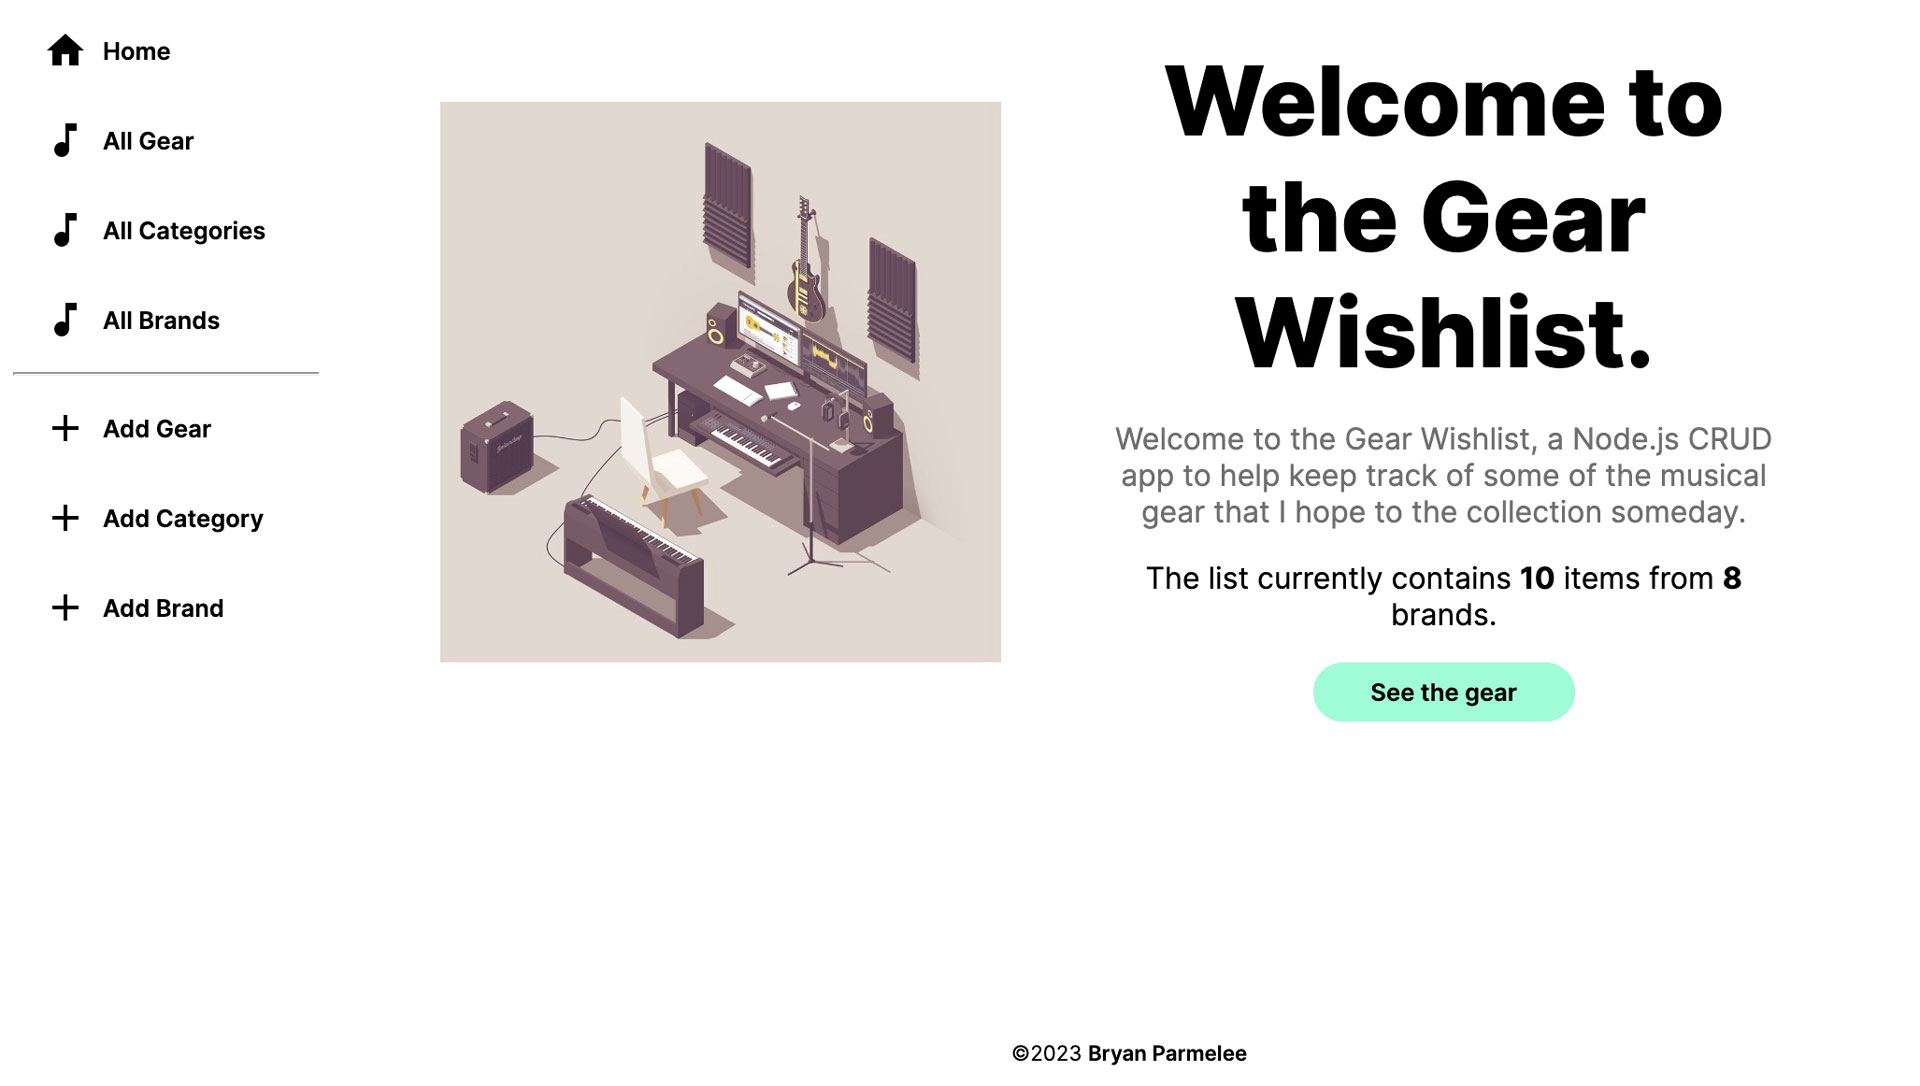 Home
All Gear
All Categories
All Brands
Add Gear
Add Category
Add Brand
Welcome to
the Gear
Wishlist.
Welcome to the Gear Wishlist, a Node.js CRUD
app to help keep track of some of the musical
gear that I hope to the collection someday.
The list currently contains 10 items from 8
brands.
See the gear
©2023 Bryan Parmelee